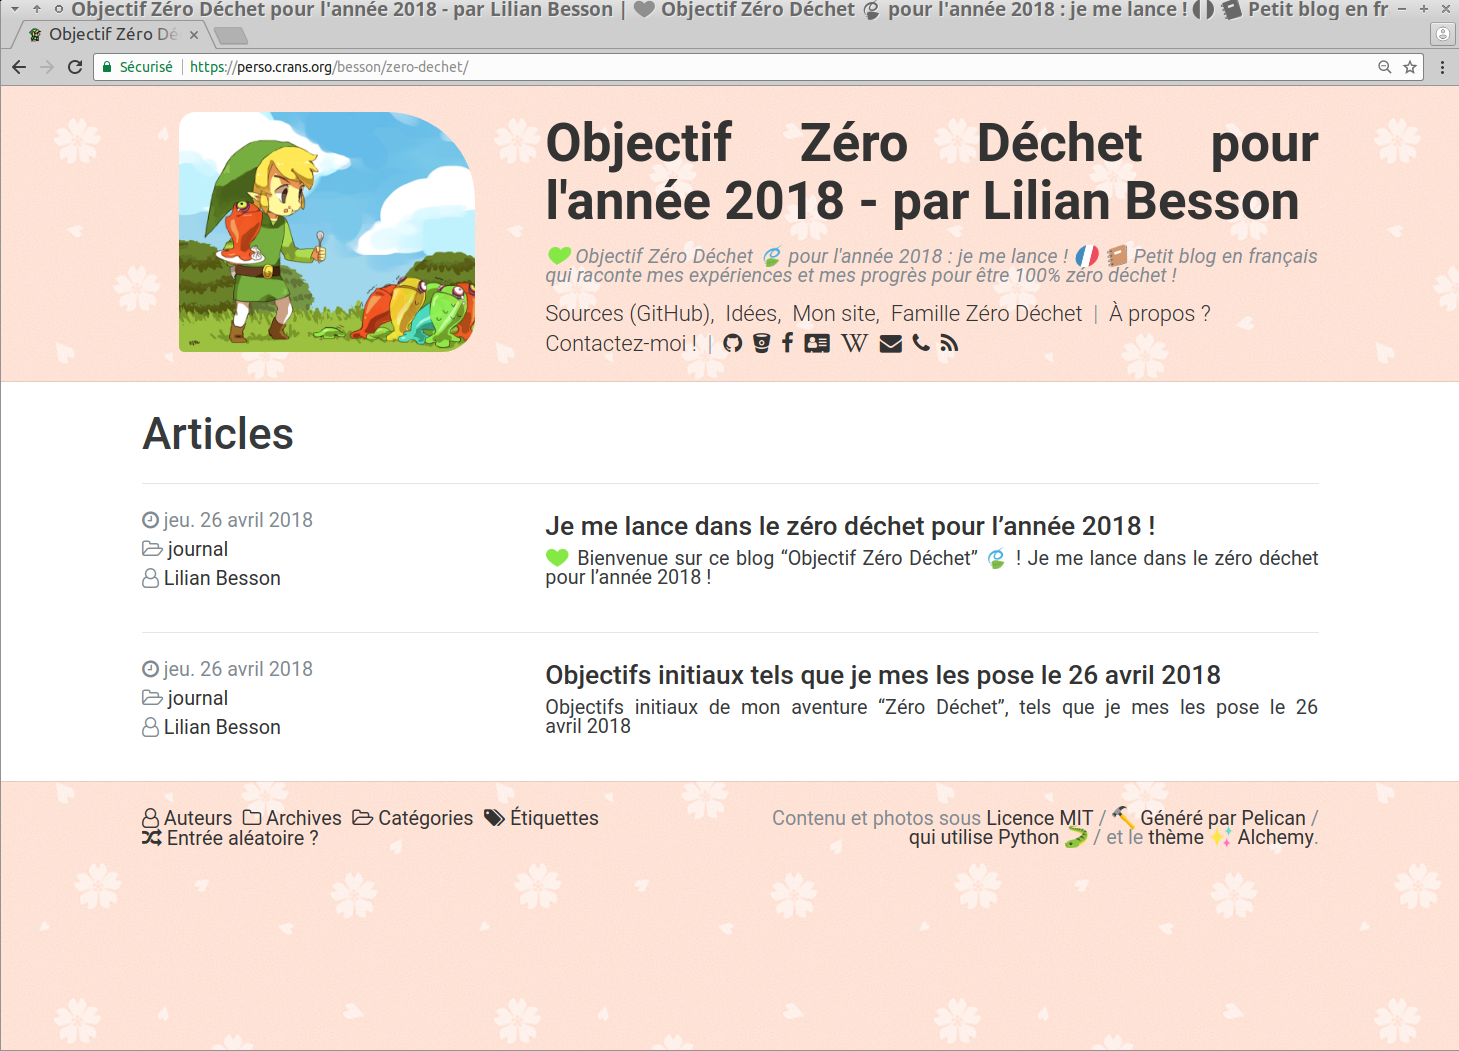 Objectif Zéro Déchet pour l'année 2018 - par Lilian Besson | 🖤 Objectif Zéro Déchet 🍃 pour l'année 2018 : je me lance ! 🇫🇷 📔 Petit blog en fr
Objectif Zéro Dé
Sécurisé | https://perso.crans.org/besson/zero-dechet/
Objectif Zéro Déchet pour
l'année 2018 - par Lilian Besson
💚 Objectif Zéro Déchet 🍃 pour l'année 2018 : je me lance ! 🇫🇷 📔 Petit blog en français
qui raconte mes expériences et mes progrès pour être 100% zéro déchet !
Sources (GitHub), Idées, Mon site, Famille Zéro Déchet | À propos ?
Contactez-moi ! |
Articles
jeu. 26 avril 2018
journal
Lilian Besson
Je me lance dans le zéro déchet pour l’année 2018 !
💚 Bienvenue sur ce blog “Objectif Zéro Déchet” 🍃 ! Je me lance dans le zéro déchet
pour l’année 2018 !
jeu. 26 avril 2018
journal
Lilian Besson
Objectifs initiaux tels que je mes les pose le 26 avril 2018
Objectifs initiaux de mon aventure “Zéro Déchet”, tels que je mes les pose le 26
avril 2018
Auteurs Archives Catégories Étiquettes
Entrée aléatoire ?
Contenu et photos sous Licence MIT / 🔨 Généré par Pelican /
qui utilise Python 🐛 / et le thème ✨ Alchemy.